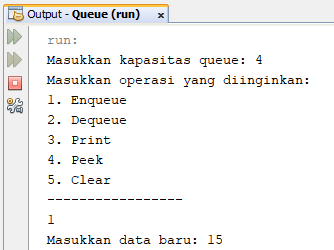 Output - Queue (run) ×
run:
Masukkan kapasitas queue: 4
Masukkan operasi yang diinginkan:
1. Enqueue
2. Dequeue
3. Print
4. Peek
5. Clear
-----------------
1
Masukkan data baru: 15